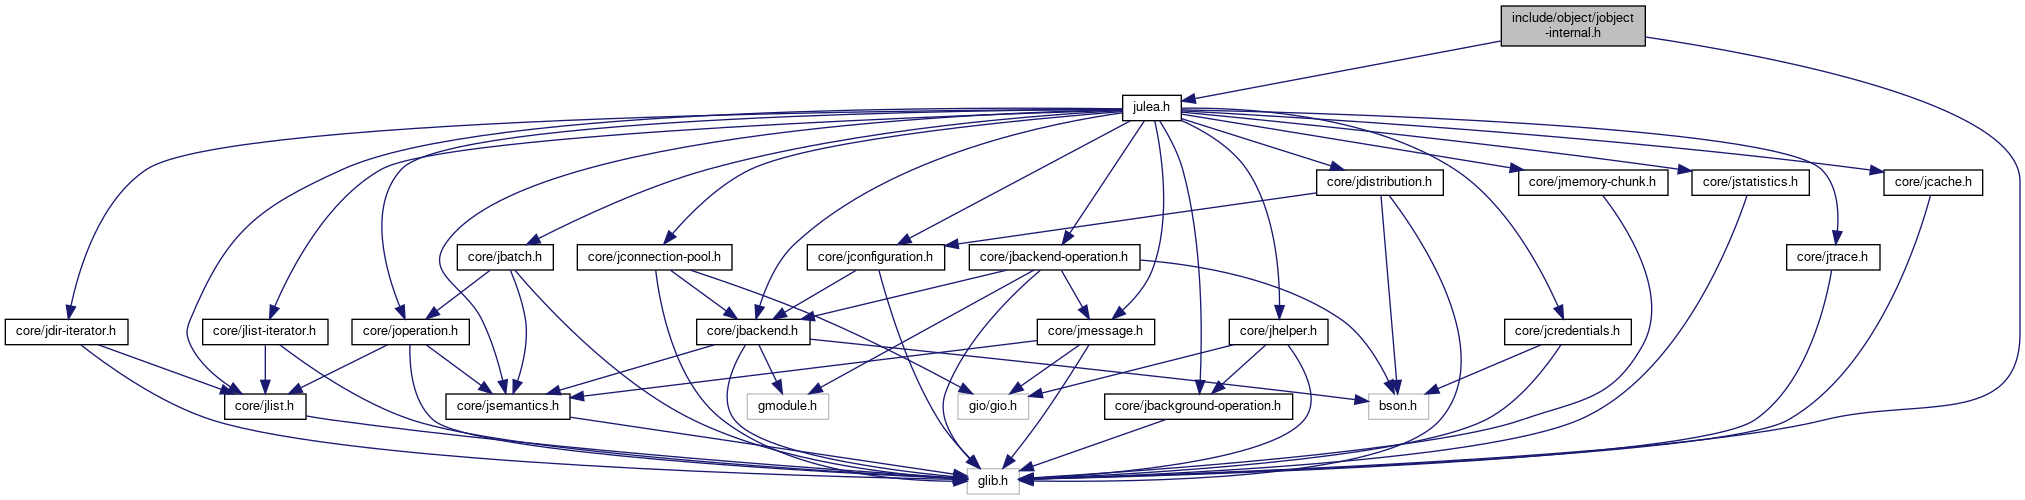 include/object/jobject
-internal.h
julea.h
core/jdistribution.h
core/jmemory-chunk.h
core/jstatistics.h
core/jcache.h
core/jbatch.h
core/jconnection-pool.h
core/jconfiguration.h
core/jbackend-operation.h
core/jtrace.h
core/jdir-iterator.h
core/jlist-iterator.h
core/joperation.h
core/jbackend.h
core/jmessage.h
core/jhelper.h
core/jcredentials.h
core/jlist.h
core/jsemantics.h
gmodule.h
gio/gio.h
core/jbackground-operation.h
bson.h
glib.h